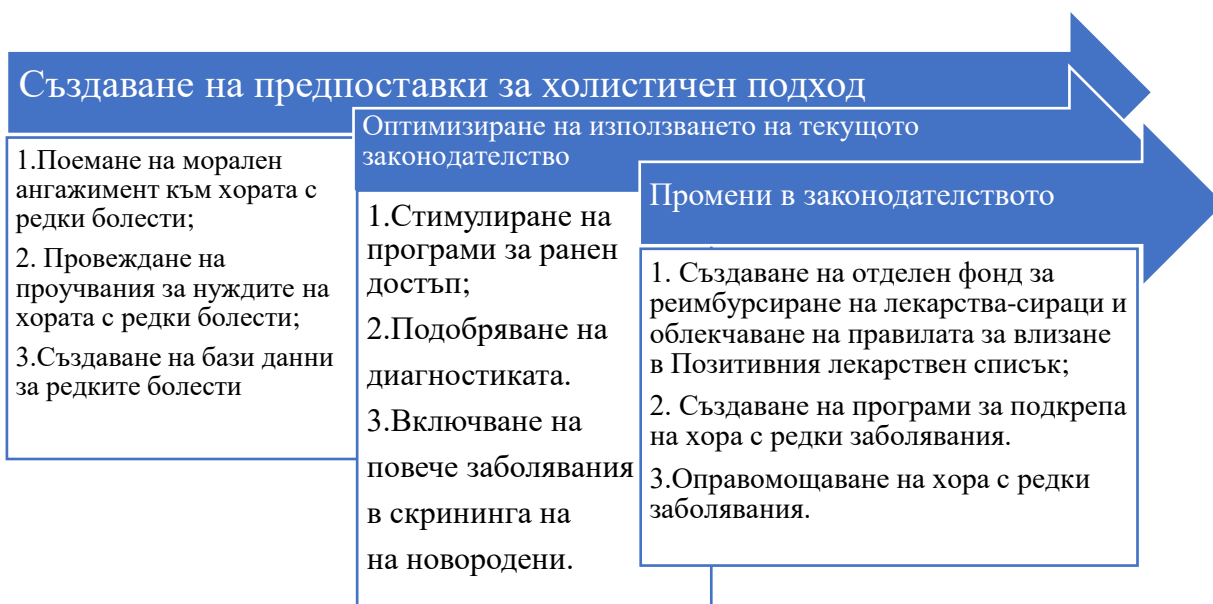 Създаване на предпоставки за холистичен подход
1.Поемане на морален
ангажимент към хората с
редки болести;
2. Провеждане на
проучвания за нуждите на
хората с редки болести;
3.Създаване на бази данни
за редките болести
Оптимизиране на използването на текущото
законодателство
1.Стимулиране на
програми за ранен
достъп;
2.Подобряване на
диагностиката.
3.Включване на
повече заболявания
в скрининга на
на новородени.
Промени в законодателството
1. Създаване на отделен фонд за
реимбурсиране на лекарства-сираци и
облекчаване на правилата за влизане
в Позитивния лекарствен списък;
2. Създаване на програми за подкрепа
на хора с редки заболявания.
3.Оправомощаване на хора с редки
заболявания.